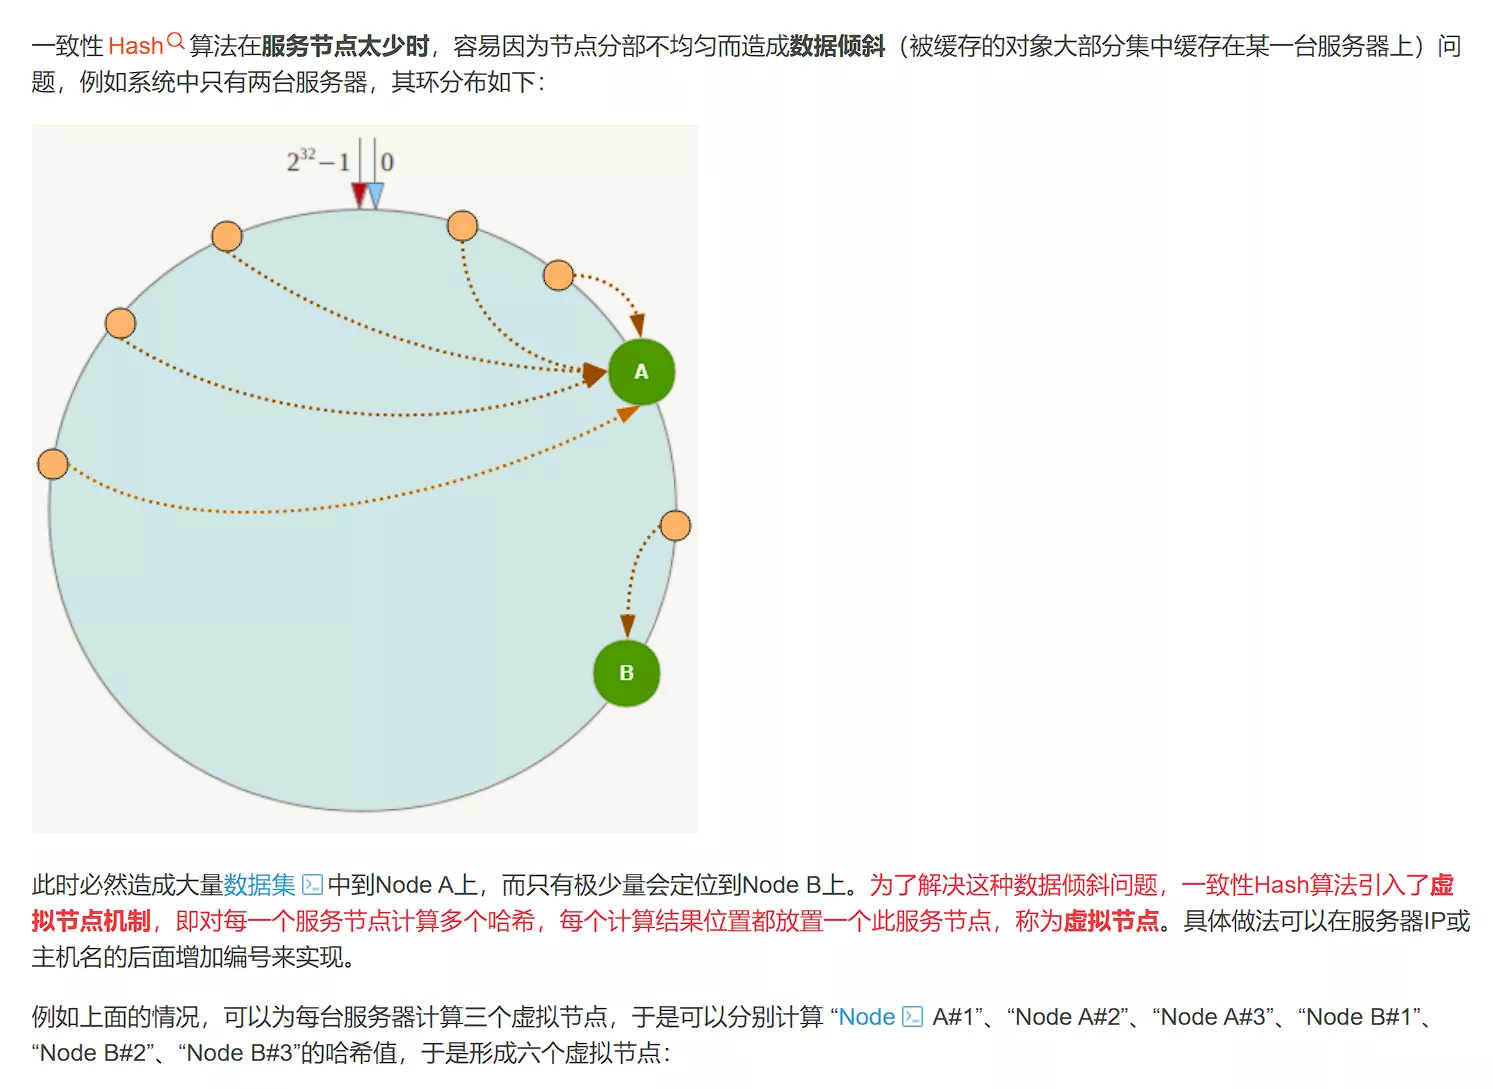 一致性 Hash 算法在服务节点太少时，容易因为节点分部不均匀而造成数据倾斜（被缓存的对象大部分集中缓存在某一台服务器上）问
题，例如系统中只有两台服务器，其环分布如下：
2³²−1 0
A
B
此时必然造成大量数据集中到Node A上，而只有极少量会定位到Node B上。为了解决这种数据倾斜问题，一致性Hash算法引入了虚
拟节点机制，即对每一个服务节点计算多个哈希，每个计算结果位置都放置一个此服务节点，称为虚拟节点。具体做法可以在服务器IP或
主机名的后面增加编号来实现。
例如上面的情况，可以为每台服务器计算三个虚拟节点，于是可以分别计算 “Node A#1”、“Node A#2”、“Node A#3”、“Node B#1”、
“Node B#2”、“Node B#3”的哈希值，于是形成六个虚拟节点：